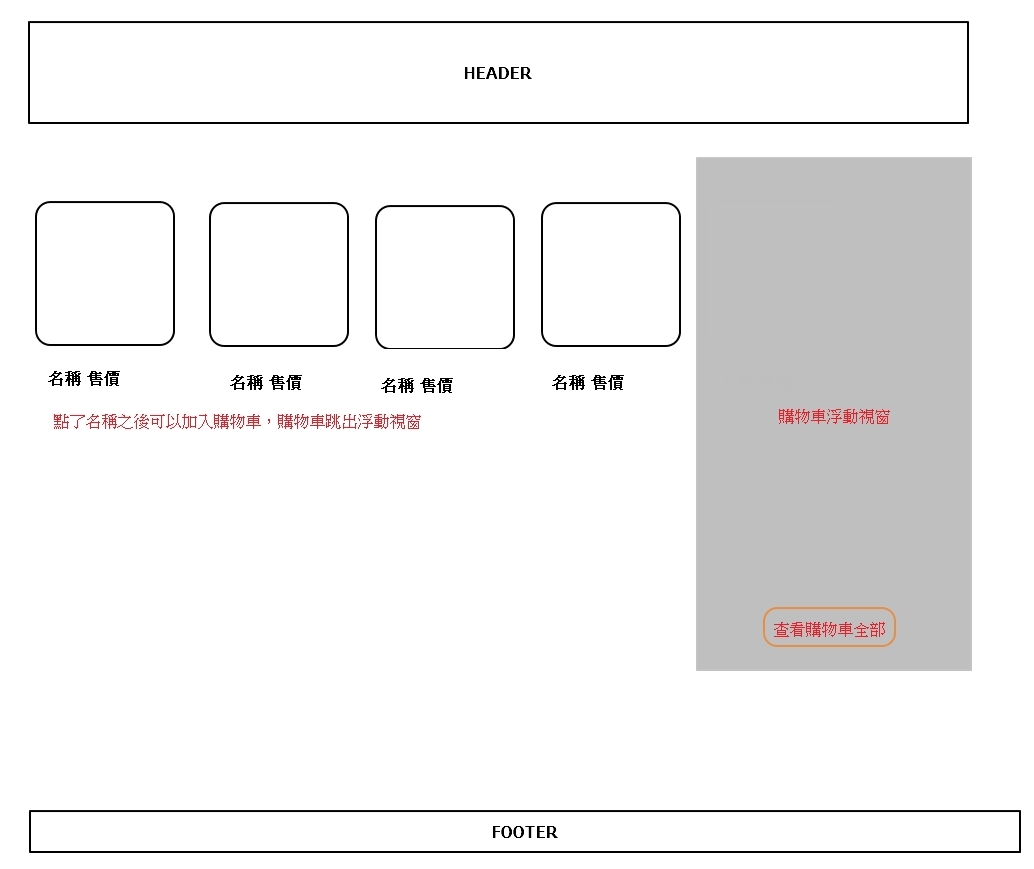 HEADER
名稱 售價
名稱 售價
名稱 售價
名稱 售價
點了名稱之後可以加入購物車，購物車跳出浮動視窗
購物車浮動視窗
查看購物車全部
FOOTER